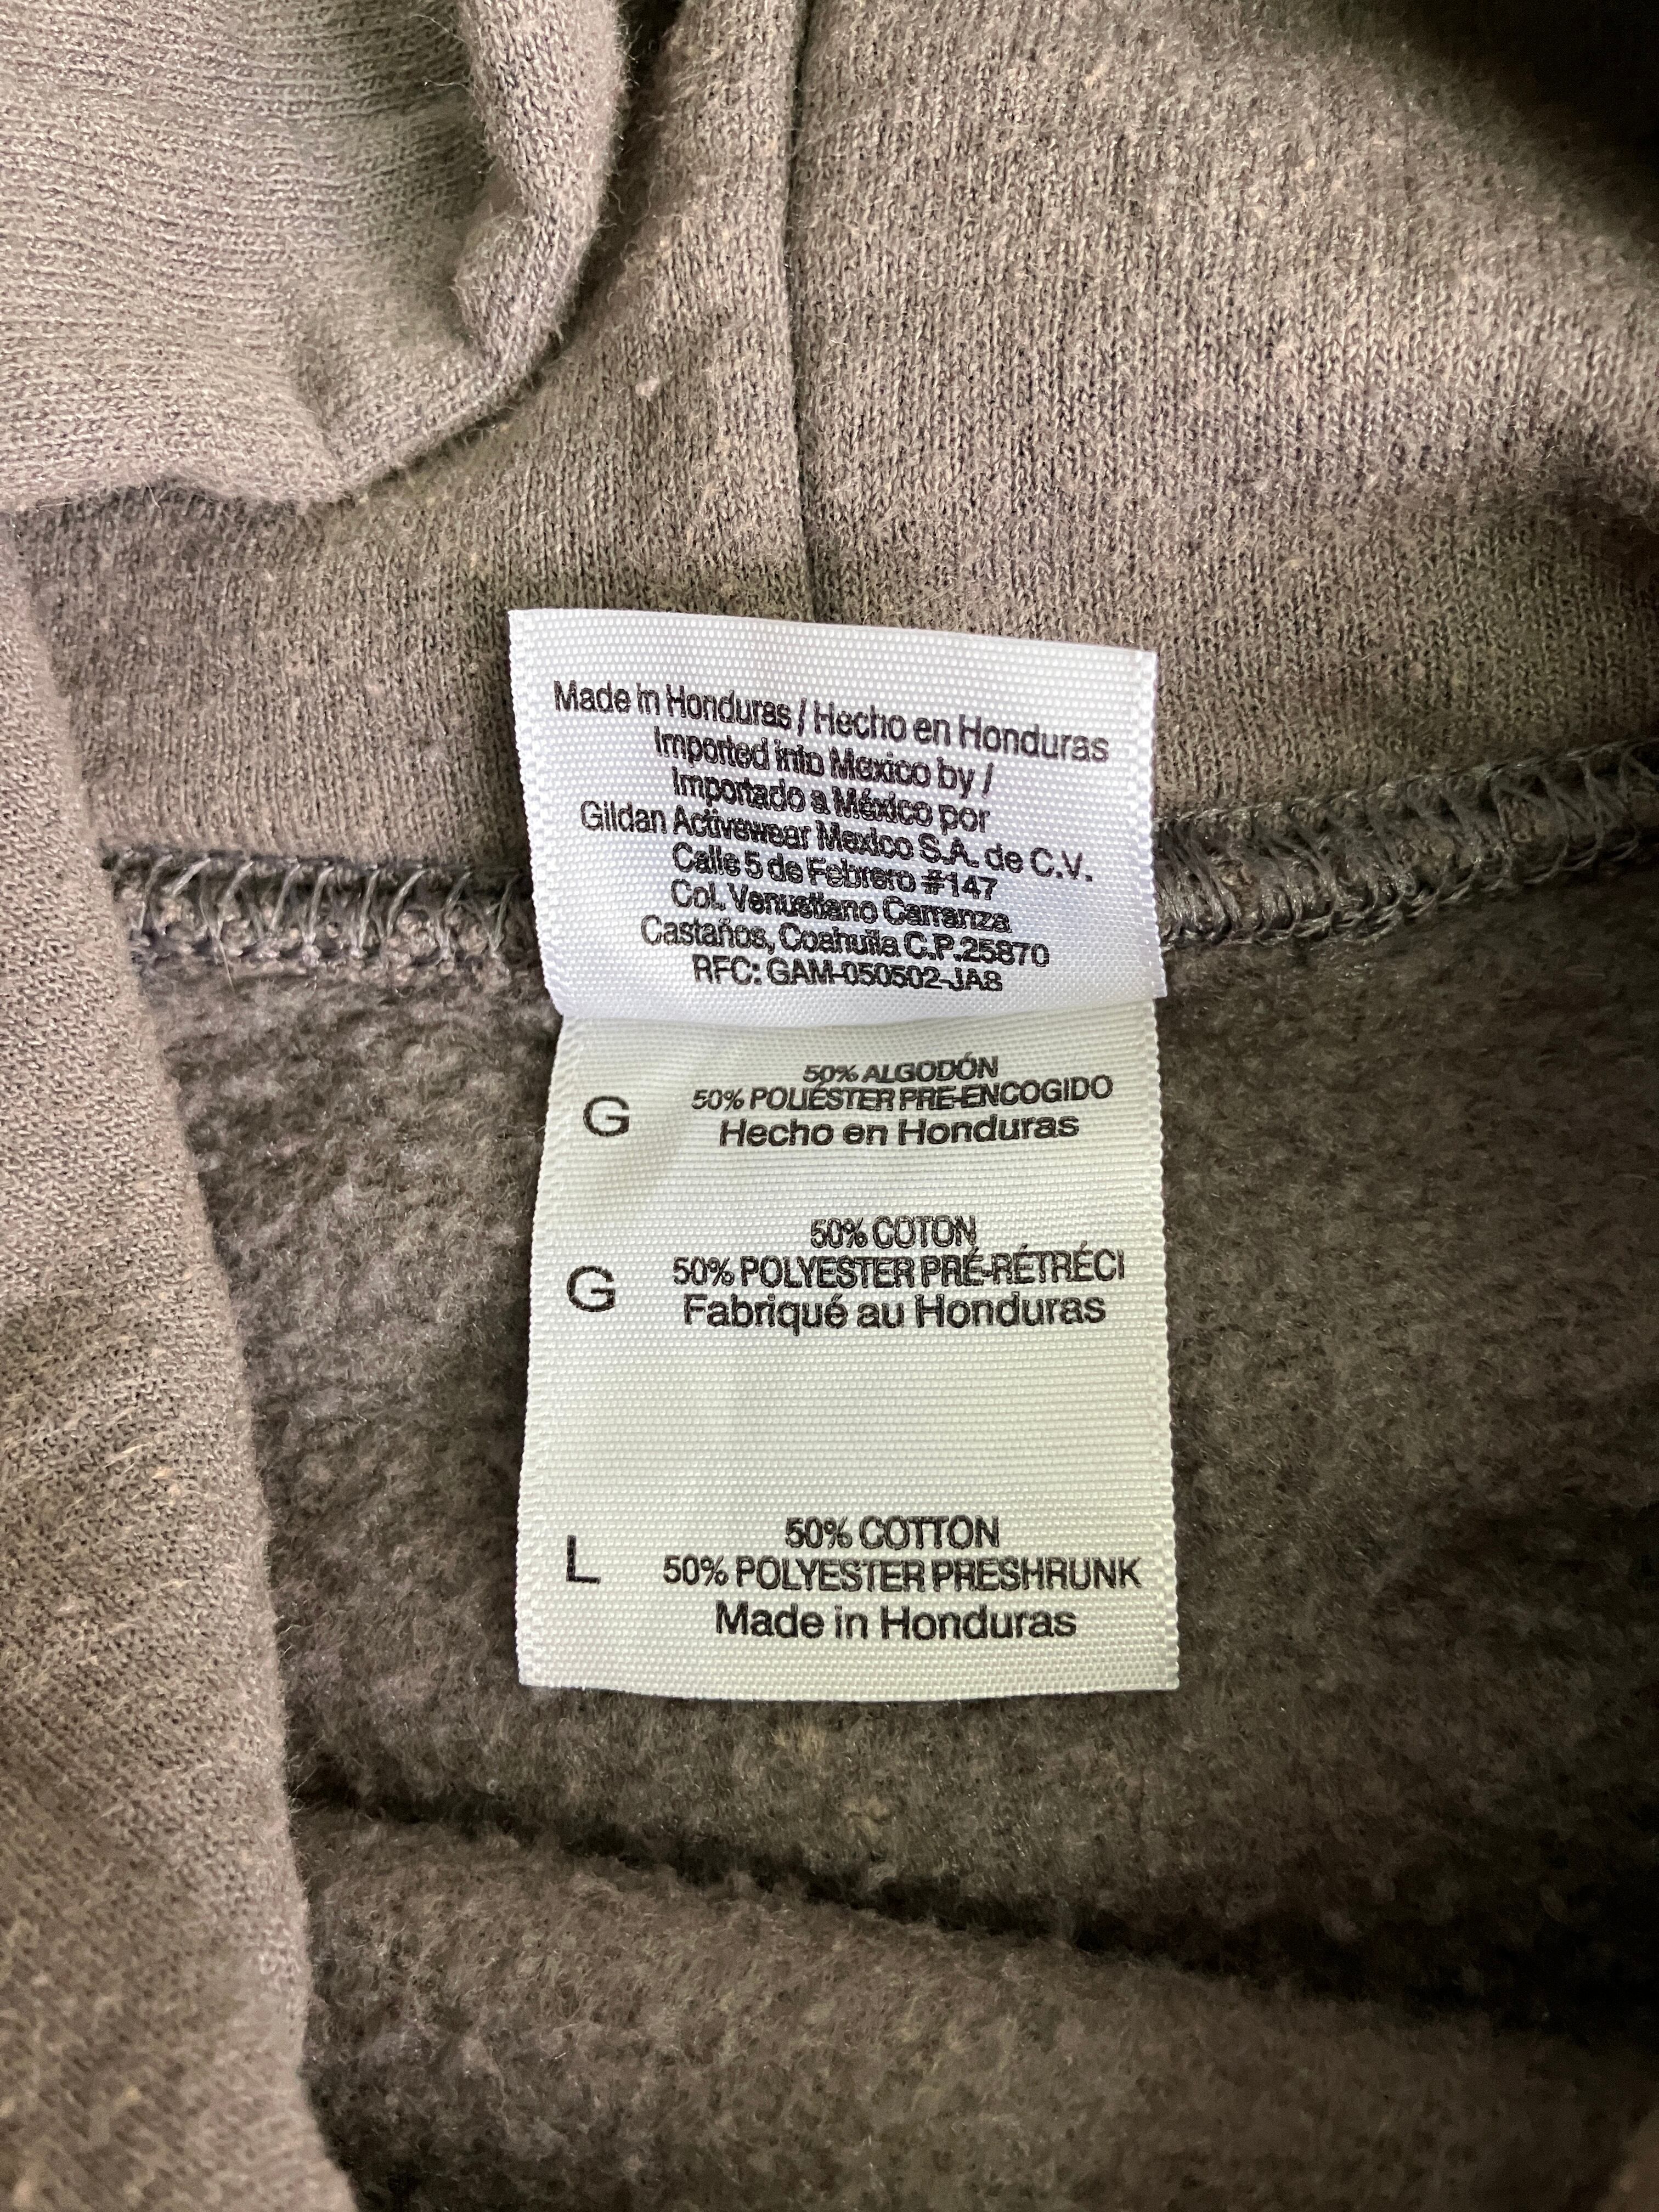 Made in Honduras / Hecho en Honduras
Imported into Mexico by /
Importado a México por
Gildan Activewear Mexico S.A. de C.V.
Calle 5 de Febrero #147
Col. Venustiano Carranza
Castaños, Coahuila C.P.25870
RFC: GAM-050502-JA8
50% ALGODÓN
G 50% POLIÉSTER PRE-ENCOGIDO
Hecho en Honduras
50% COTON
G 50% POLYESTER PRÉ-RÉTRÉCI
Fabriqué au Honduras
50% COTTON
L 50% POLYESTER PRESHRUNK
Made in Honduras